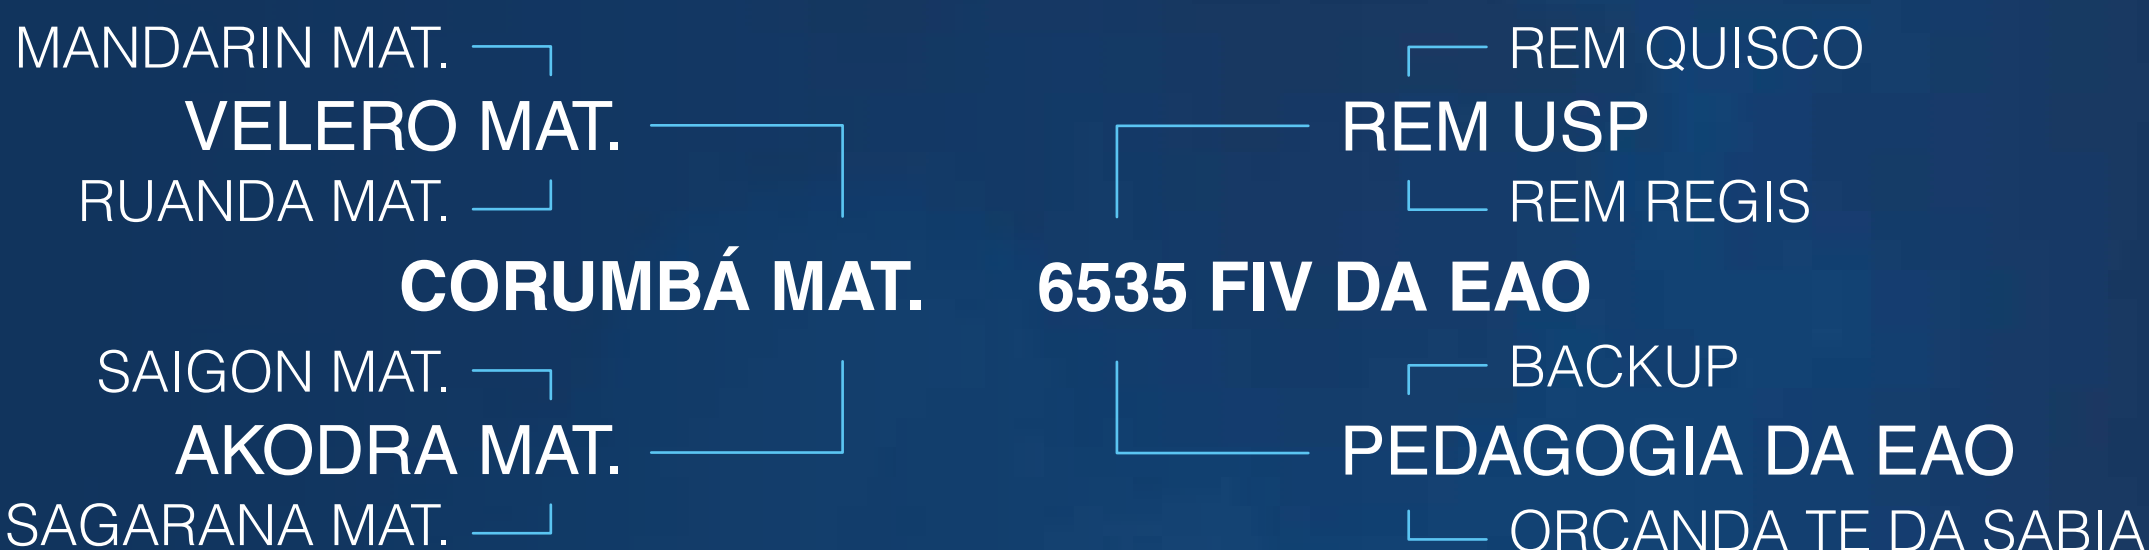 MANDARIN MAT.
VELERO MAT.
RUANDA MAT.
CORUMBÁ MAT.
SAIGON MAT.
AKODRA MAT.
SAGARANA MAT.
REM QUISCO
REM USP
REM REGIS
6535 FIV DA EAO
BACKUP
PEDAGOGIA DA EAO
ORCANDA TE DA SABIA